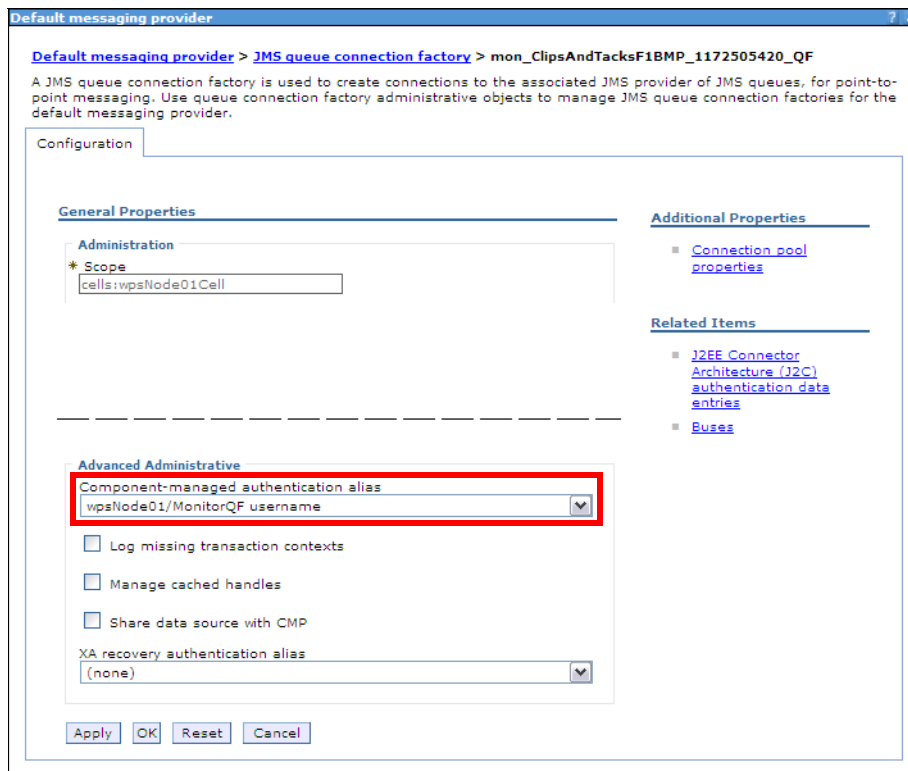 Default messaging provider
?
Default messaging provider > JMS queue connection factory > mon_ClipsAndTacksF1BMP_1172505420_QF
A JMS queue connection factory is used to create connections to the associated JMS provider of JMS queues, for point-to-
point messaging. Use queue connection factory administrative objects to manage JMS queue connection factories for the
default messaging provider.
Configuration
General Properties
Administration
* Scope
cells:wpsNode01Cell
Additional Properties
Connection pool
properties
Related Items
J2EE Connector
Architecture (J2C)
authentication data
entries
Buses
Advanced Administrative
Component-managed authentication alias
wpsNode01/MonitorQF username
Log missing transaction contexts
Manage cached handles
Share data source with CMP
XA recovery authentication alias
(none)
Apply OK Reset Cancel